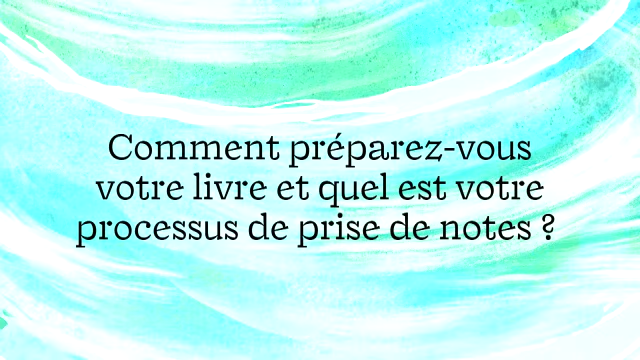 Comment préparez-vous
votre livre et quel est votre
processus de prise de notes ?